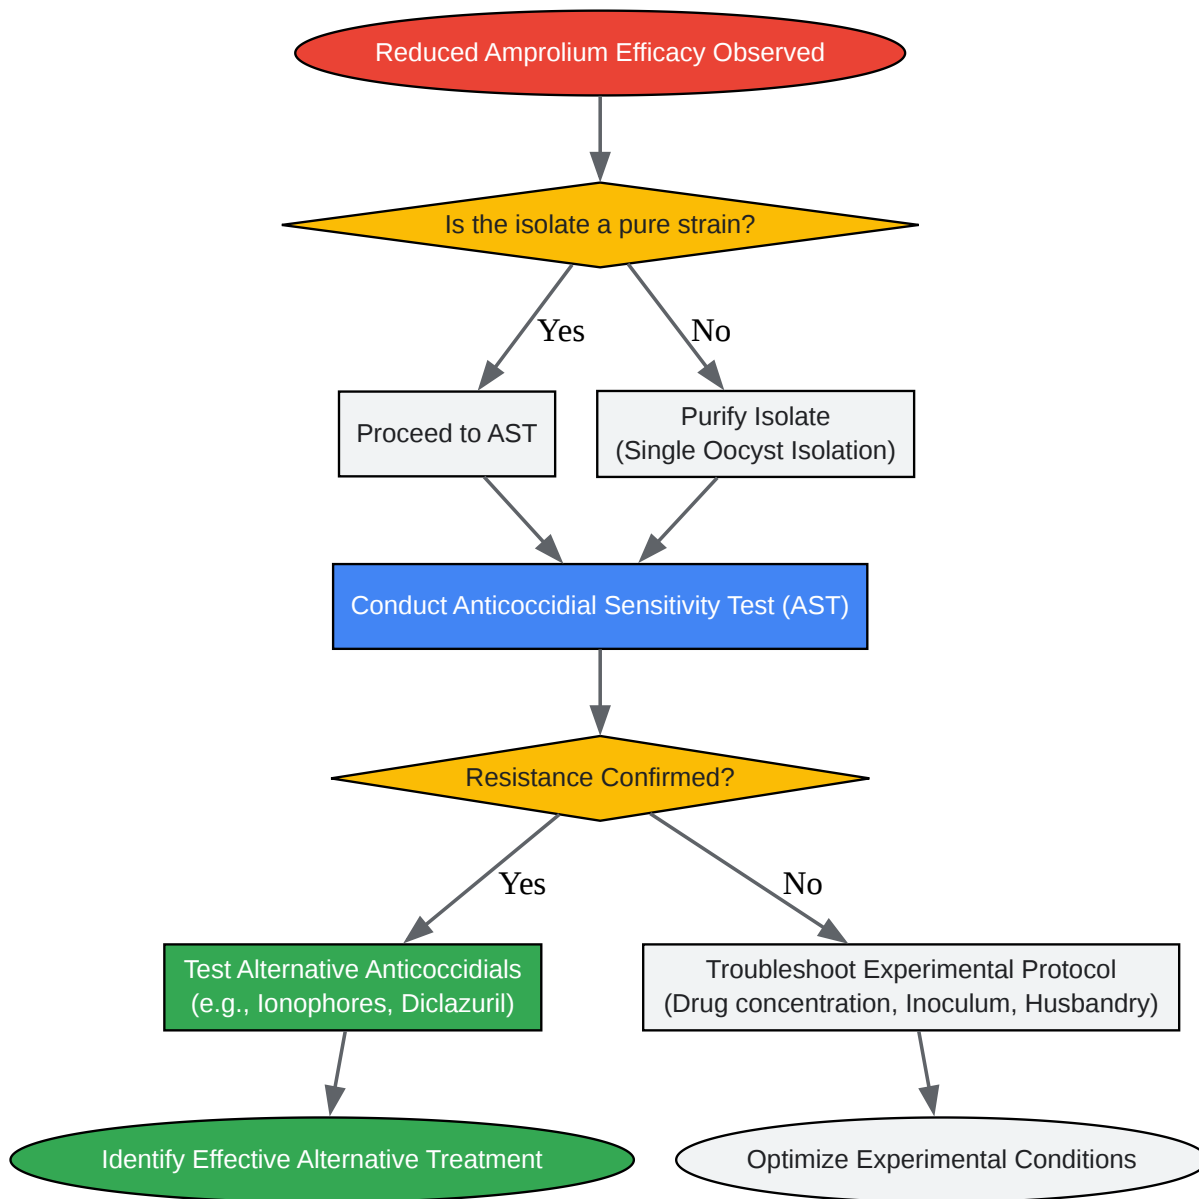 Reduced Amprolium Efficacy Observed
Is the isolate a pure strain?
Yes
No
Proceed to AST
Purify Isolate
(Single Oocyst Isolation)
Conduct Anticoccidial Sensitivity Test (AST)
Resistance Confirmed?
Yes
No
Test Alternative Anticoccidials
(e.g., Ionophores, Diclazuril)
Troubleshoot Experimental Protocol
(Drug concentration, Inoculum, Husbandry)
Identify Effective Alternative Treatment
Optimize Experimental Conditions